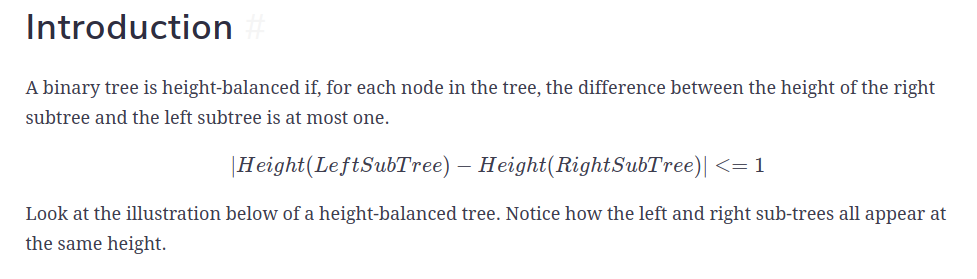 Introduction #
A binary tree is height-balanced if, for each node in the tree, the difference between the height of the right
subtree and the left subtree is at most one.
|Height(LeftSubTree) − Height(RightSubTree)| <= 1
Look at the illustration below of a height-balanced tree. Notice how the left and right sub-trees all appear at
the same height.